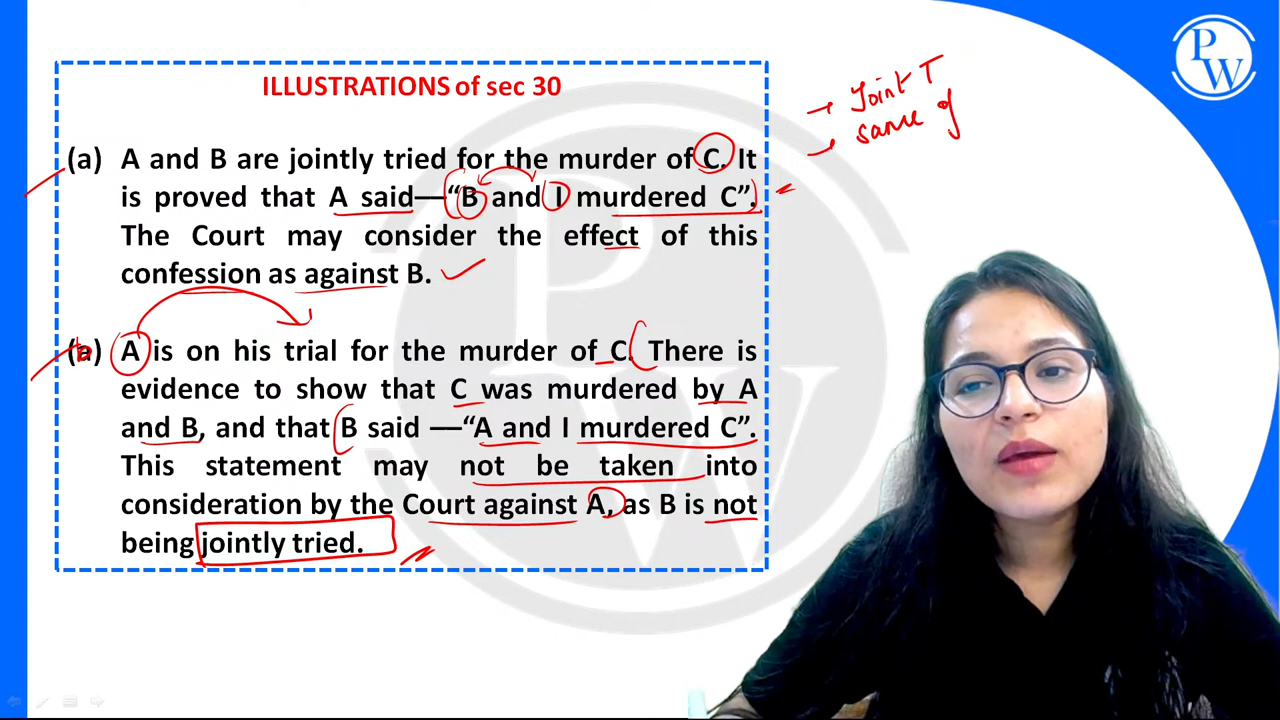 PW
ILLUSTRATIONS of sec 30
→ Joint T
→ same of
(a) A and B are jointly tried for the murder of C. It
is proved that A said—“B and I murdered C”.
The Court may consider the effect of this
confession as against B.
(a) A is on his trial for the murder of C. There is
evidence to show that C was murdered by A
and B, and that B said —“A and I murdered C”.
This statement may not be taken into
consideration by the Court against A, as B is not
being jointly tried.
PW